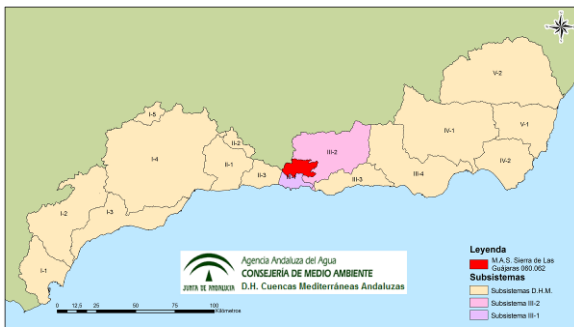 V-2
I-5
II-2
III-2
IV-1
V-1
I-4
II-1
II-3
III-3
III-4
IV-2
I-2
I-3
I-1
Agencia Andaluza del Agua
CONSEJERÍA DE MEDIO AMBIENTE
JUNTA DE ANDALUCIA
D.H. Cuencas Mediterráneas Andaluzas
0 12,5 25 50 75 100
Kilómetros
Leyenda
M.A.S. Sierra de Las
Guájaras 060.062
Subsistemas
Subsistemas D.H.M.
Subsistema III-2
Subsistema III-1